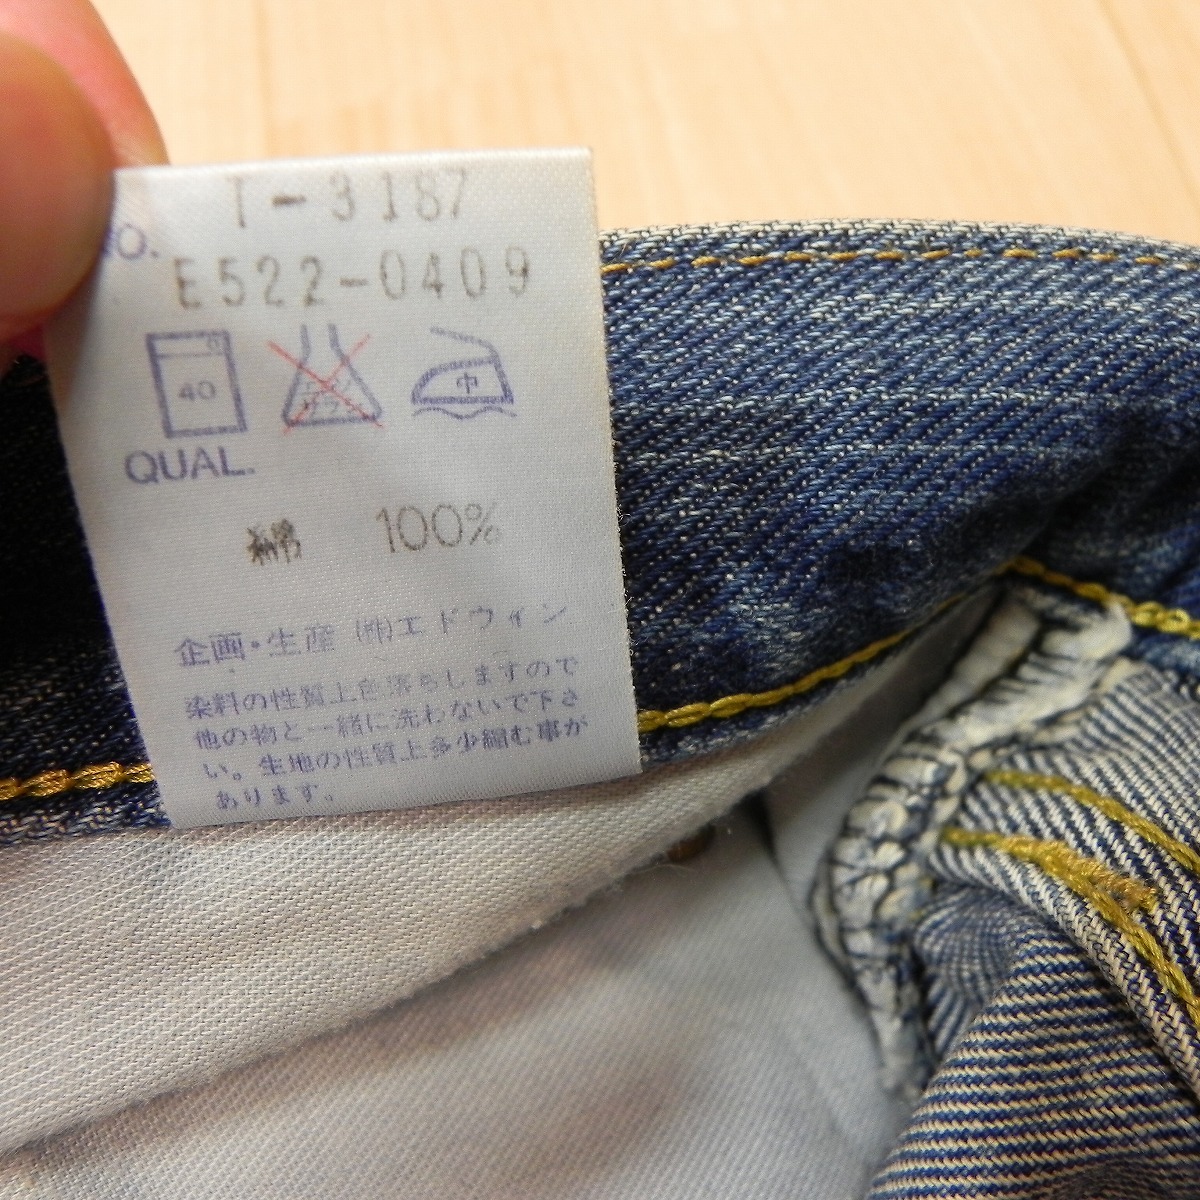 T-3187
NO.
E522-0409
40
中
QUAL.
綿 100%
企画・生産 ㈱エドウィン
染料の性質上色落ちしますので
他の物と一緒に洗わないで下さ
い。生地の性質上多少縮む事が
あります。